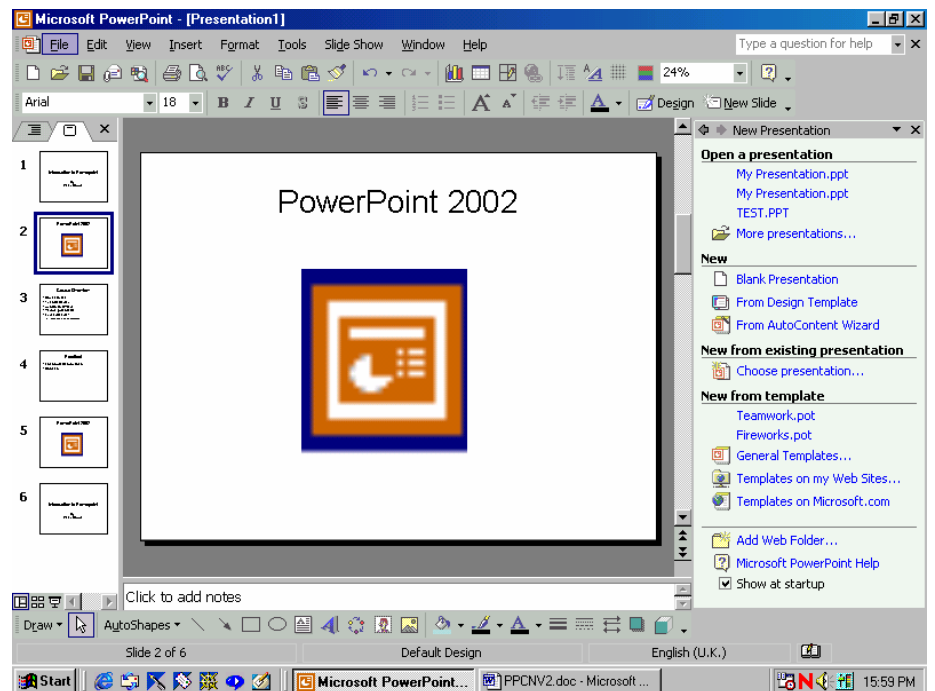 Microsoft PowerPoint - [Presentation1]
File Edit View Insert Format Tools Slide Show Window Help Type a question for help
24%
Arial 18 B I U S Design New Slide
New Presentation
Open a presentation
My Presentation.ppt
My Presentation.ppt
TEST.PPT
More presentations...
New
Blank Presentation
From Design Template
From AutoContent Wizard
New from existing presentation
Choose presentation...
New from template
Teamwork.pot
Fireworks.pot
General Templates...
Templates on my Web Sites...
Templates on Microsoft.com
Add Web Folder...
Microsoft PowerPoint Help
Show at startup
1
2
3
4
5
6
PowerPoint 2002
Click to add notes
Draw AutoShapes
Slide 2 of 6 Default Design English (U.K.)
Start Microsoft PowerPoint... PPCNV2.doc - Microsoft ... 15:59 PM